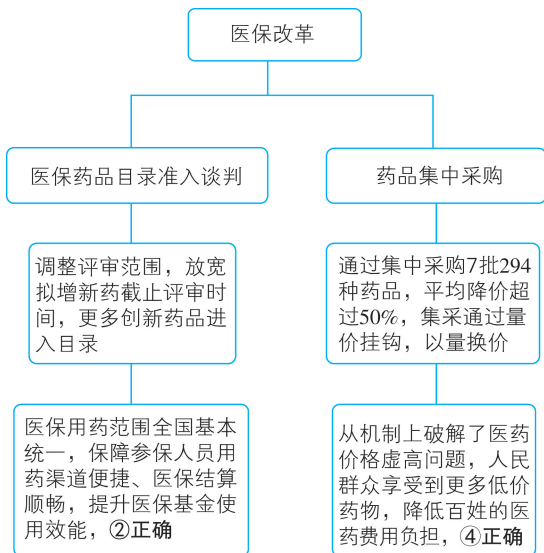 医保改革
医保药品目录准入谈判
药品集中采购
调整评审范围，放宽
拟增新药截止评审时
间，更多创新药品进
入目录
通过集中采购7批294
种药品，平均降价超
过50%，集采通过量
价挂钩，以量换价
医保用药范围全国基本
统一，保障参保人员用
药渠道便捷、医保结算
顺畅，提升医保基金使
用效能，②正确
从机制上破解了医药
价格虚高问题，人民
群众享受到更多低价
药物，降低百姓的医
药费用负担，④正确